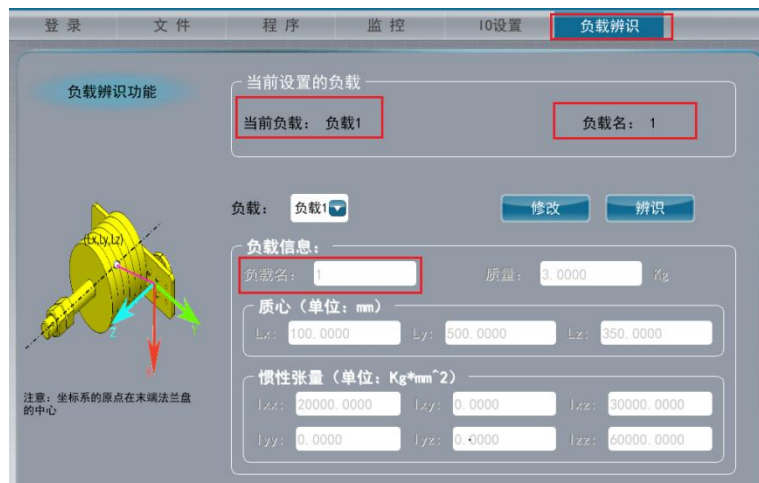 登录 文件 程序 监控 IO设置 负载辨识
负载辨识功能
当前设置的负载
当前负载： 负载1 负载名： 1
负载： 负载1 修改 辨识
(Lx,Ly,Lz)
负载信息：
负载名： 1 质量： 3.0000 Kg
质心（单位：mm）
Lx: 100.0000 Ly: 500.0000 Lz: 350.0000
Z Y
X
惯性张量（单位：Kg*mm^2）
Ixx: 20000.0000 Ixy: 0.0000 Ixz: 30000.0000
Iyy: 0.0000 Iyz: 0.0000 Izz: 60000.0000
注意：坐标系的原点在末端法兰盘
的中心